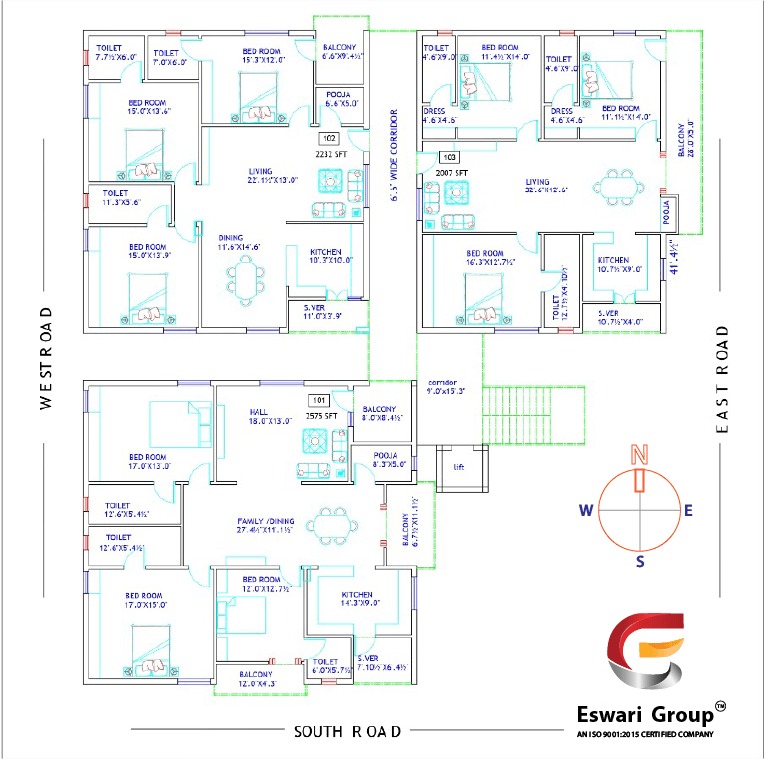 TOILET
7'.7½"X6'.0"
TOILET
7'.0"X6'.0"
BED ROOM
15'.3"X12'.0"
BALCONY
6'.6"X9'.4½"
POOJA
6'.6"X5'.0"
BED ROOM
15'.0"X13'.6"
102
2232 SFT
LIVING
22'.1½"X13'.0"
TOILET
11'.3"X5'.6"
DINING
11'.6"X14'.6"
BED ROOM
15'.0"X13'.9"
KITCHEN
10'.3"X10'.0"
S.VER
11'.0"X3'.9"
6'.6" WIDE CORRIDOR
TOILET
4'.6"X9'.0"
BED ROOM
11'.4½"X14'.0"
TOILET
4'.6"X9'.0"
DRESS
4'.6"X4'.6"
DRESS
4'.6"X4'.6"
BED ROOM
11'.1½"X14'.0"
BALCONY
28'.0"X5'.0"
103
2007 SFT
LIVING
32'.6"X12'.6"
POOJA
BED ROOM
16'.3"X12'.7½"
TOILET
12'.7½"X4'.10½"
KITCHEN
10'.7½"X9'.0"
41'.4½"
S.VER
10'.7½"X4'.0"
WEST ROAD
EAST ROAD
corridor
9'.0"x15'.3"
lift
101
2575 SFT
HALL
18'.0"X13'.0"
BALCONY
8'.0"X8'.4½"
BED ROOM
17'.0"X13'.0"
POOJA
8'.3"X5'.0"
TOILET
12'.6"X5'.4½"
FAMILY /DINING
27'.4½"X11'.1½"
BALCONY
6'.7½"X11'.1½"
TOILET
12'.6"X5'.4½"
BED ROOM
17'.0"X15'.0"
BED ROOM
12'.0"X12'.7½"
KITCHEN
14'.3"X9'.0"
TOILET
6'.0"X5'.7½"
S.VER
7'.10½"X6'.4½"
BALCONY
12'.0"X4'.3"
N
W
E
S
SOUTH ROAD
Eswari Group™
AN ISO 9001:2015 CERTIFIED COMPANY